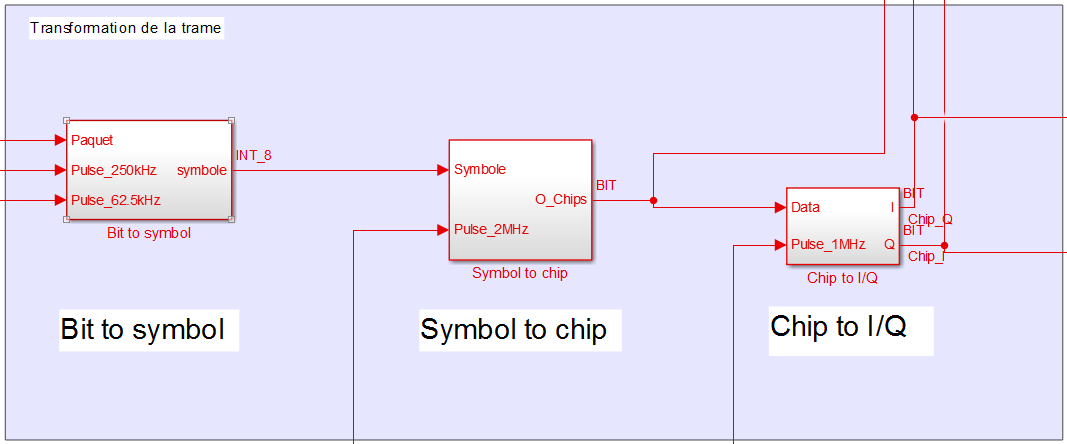 Transformation de la trame
Paquet
Pulse_250kHz
symbole
Pulse_62.5kHz
INT_8
Bit to symbol
Symbole
O_Chips
Pulse_2MHz
BIT
Symbol to chip
Data
I
Pulse_1MHz
Q
BIT
Chip_Q
BIT
Chip_I
Chip to I/Q
Bit to symbol
Symbol to chip
Chip to I/Q